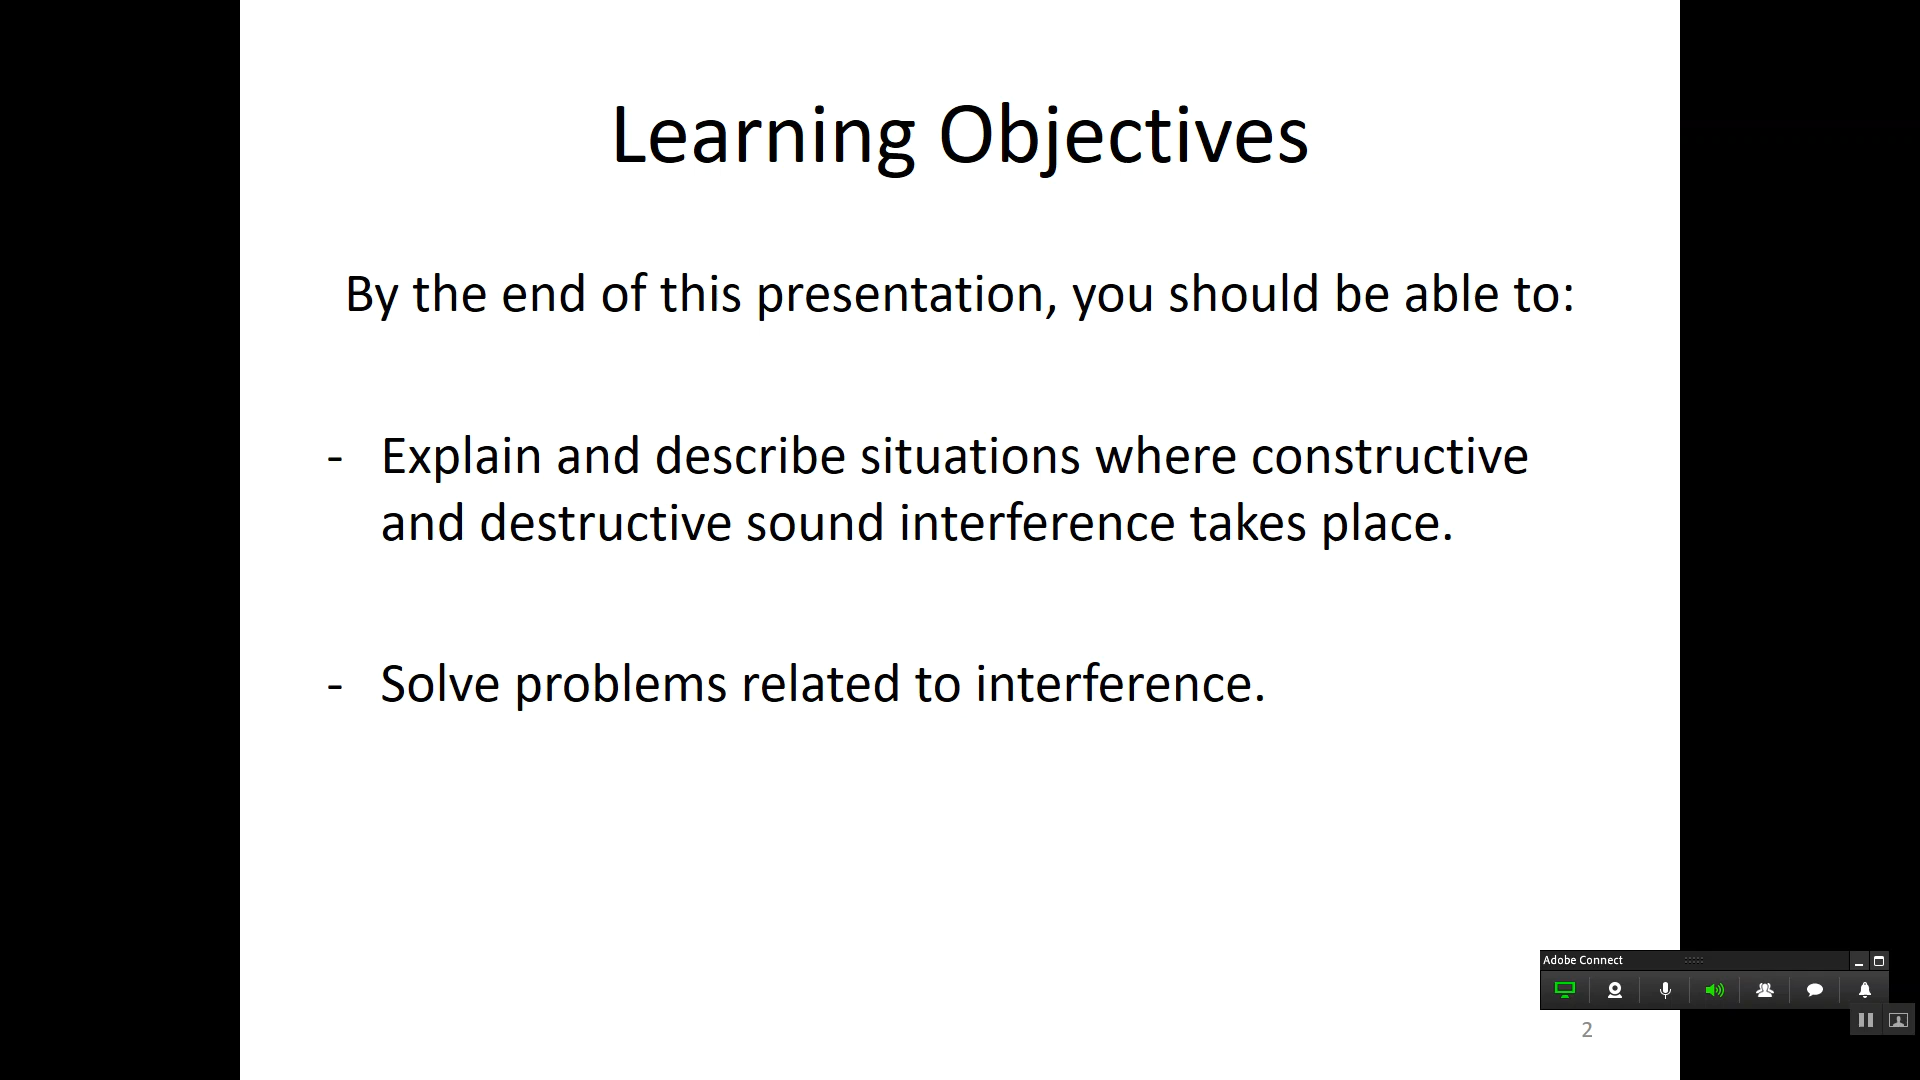 Learning Objectives
By the end of this presentation, you should be able to:
- Explain and describe situations where constructive
and destructive sound interference takes place.
- Solve problems related to interference.
Adobe Connect
2